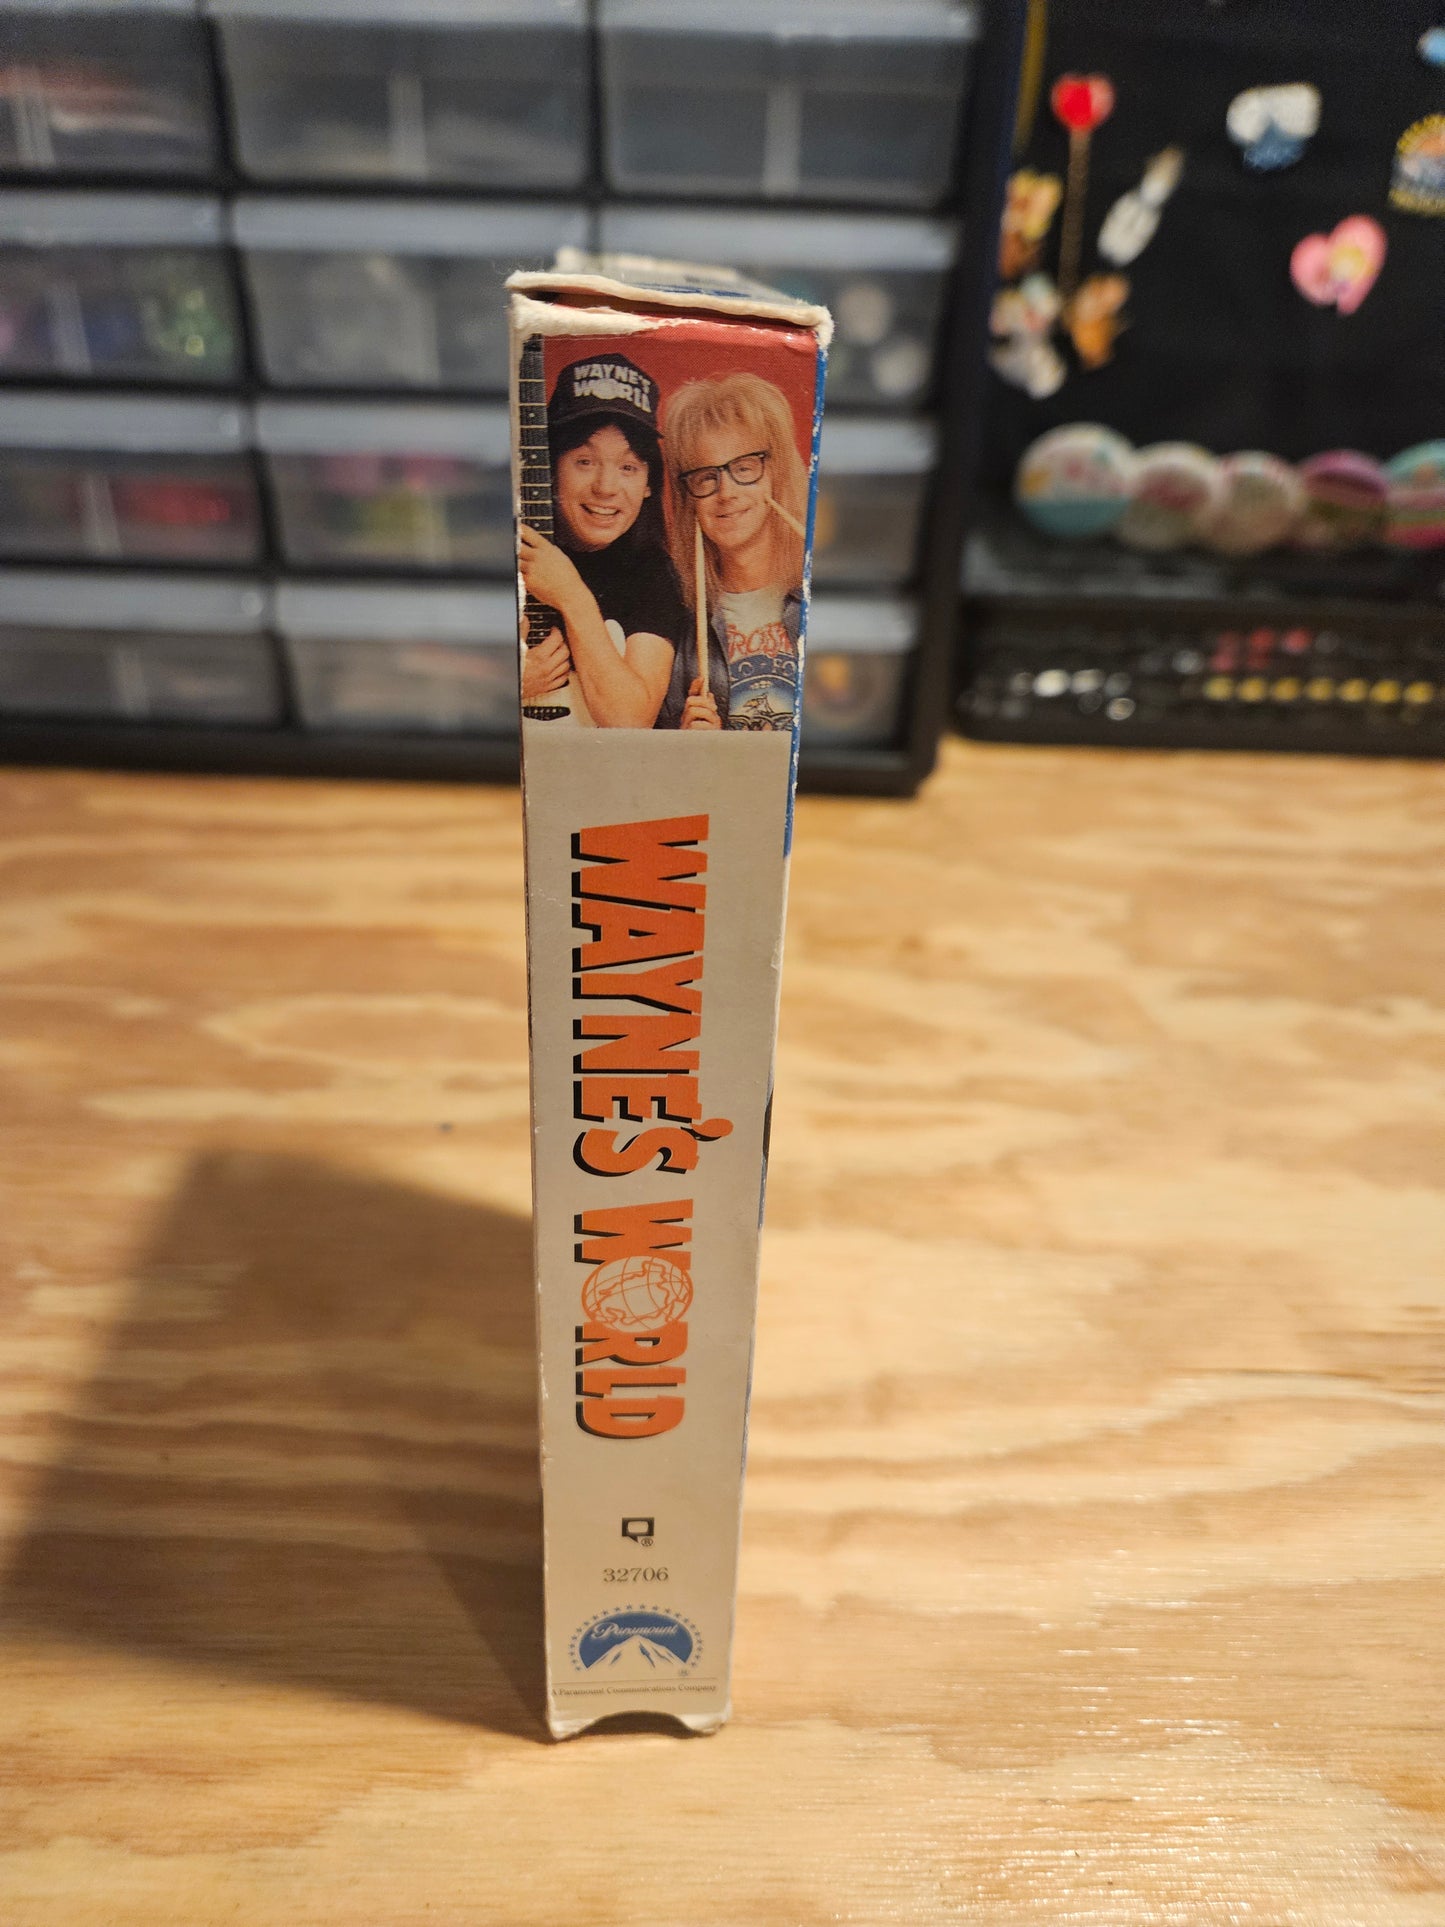 WAYNE'S
WORLD
WAYNE'S WORLD
®
32706
Paramount
®
A Paramount Communications Company